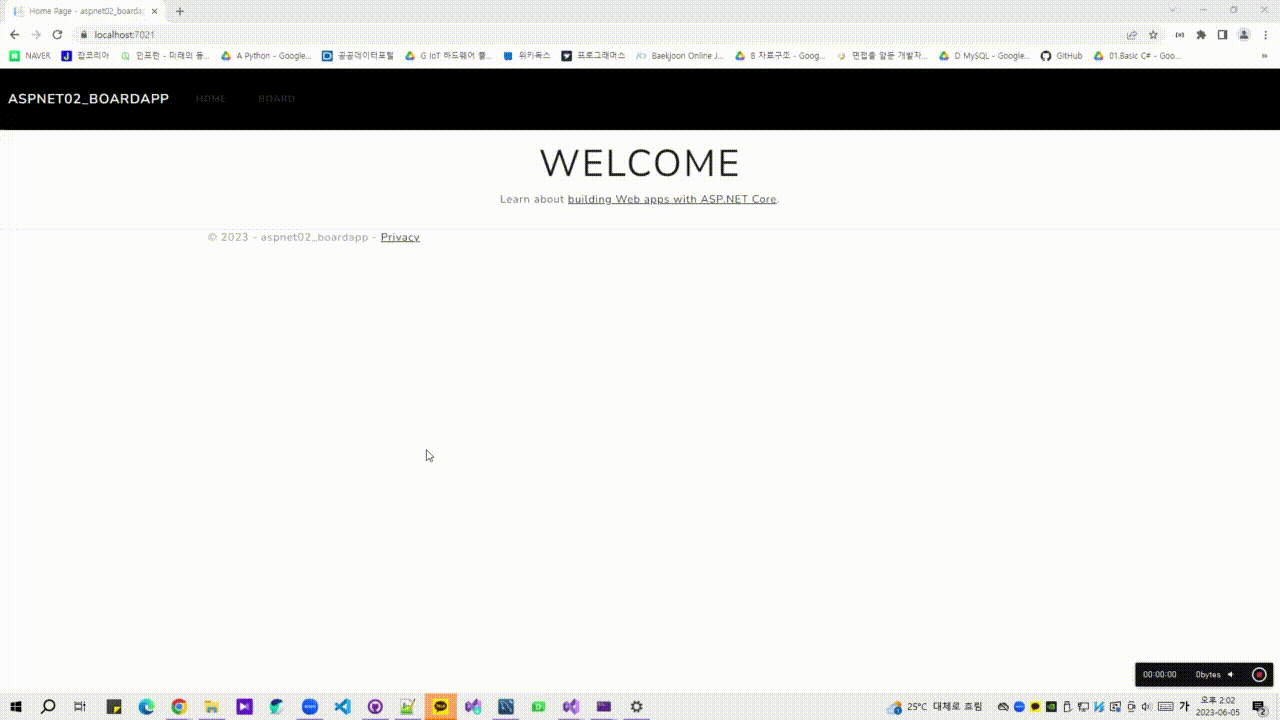 Home Page - aspnet02_boarda
localhost:7021
NAVER 잡코리아 인프런 - 미래의 동... A Python - Google... 공공데이터포털 G IoT 하드웨어 플... 위키독스 프로그래머스 Baekjoon Online J... 8 자료구조 - Goog... 면접을 앞둔 개발자... D MySQL - Google... GitHub 01.Basic C# - Goo...
ASPNET02_BOARDAPP HOME BOARD
WELCOME
Learn about building Web apps with ASP.NET Core.
© 2023 - aspnet02_boardapp - Privacy
00:00:00 0bytes
25°C 대체로 흐림 가 오후 2:02
2023-06-05 2